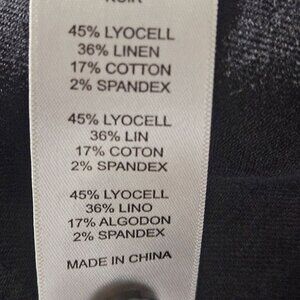 45% LYOCELL
36% LINEN
17% COTTON
2% SPANDEX
45% LYOCELL
36% LIN
17% COTON
2% SPANDEX
45% LYOCELL
36% LINO
17% ALGODON
2% SPANDEX
MADE IN CHINA